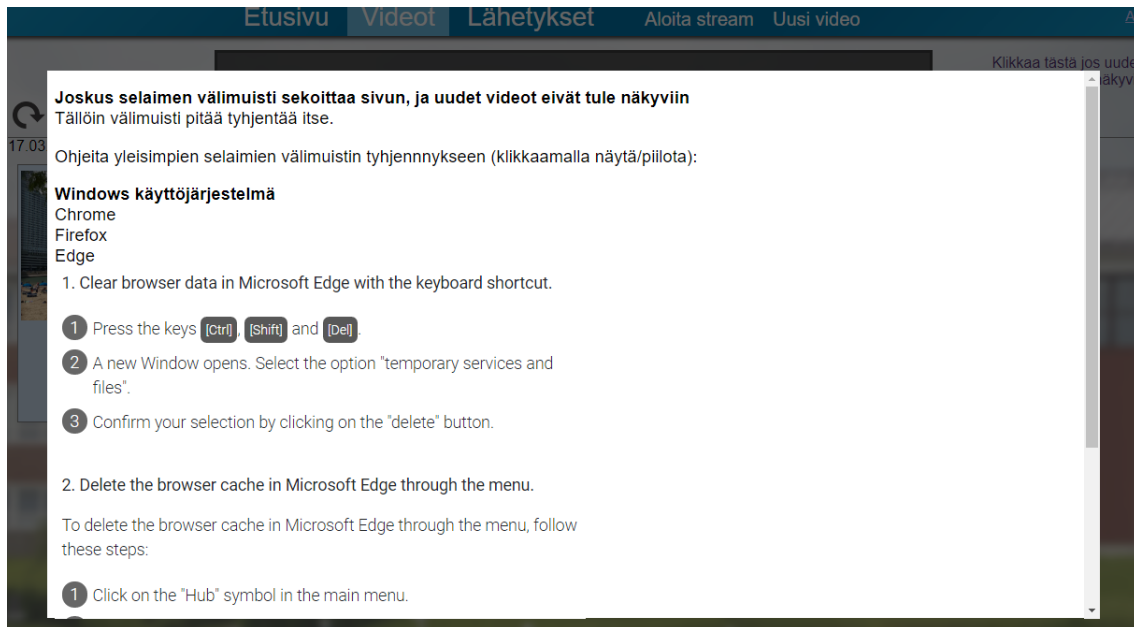 Etusivu Videot Lähetykset Aloita stream Uusi video
Klikkaa tästä jos
Joskus selaimen välimuisti sekoittaa sivun, ja uudet videot eivät tule näkyviin
Tällöin välimuisti pitää tyhjentää itse.
17.03
Ohjeita yleisimpien selaimien välimuistin tyhjennnykseen (klikkaamalla näytä/piilota):
Windows käyttöjärjestelmä
Chrome
Firefox
Edge
1. Clear browser data in Microsoft Edge with the keyboard shortcut.
1 Press the keys [Ctrl], [Shift] and [Del].
2 A new Window opens. Select the option "temporary services and
files".
3 Confirm your selection by clicking on the "delete" button.
2. Delete the browser cache in Microsoft Edge through the menu.
To delete the browser cache in Microsoft Edge through the menu, follow
these steps:
1 Click on the "Hub" symbol in the main menu.